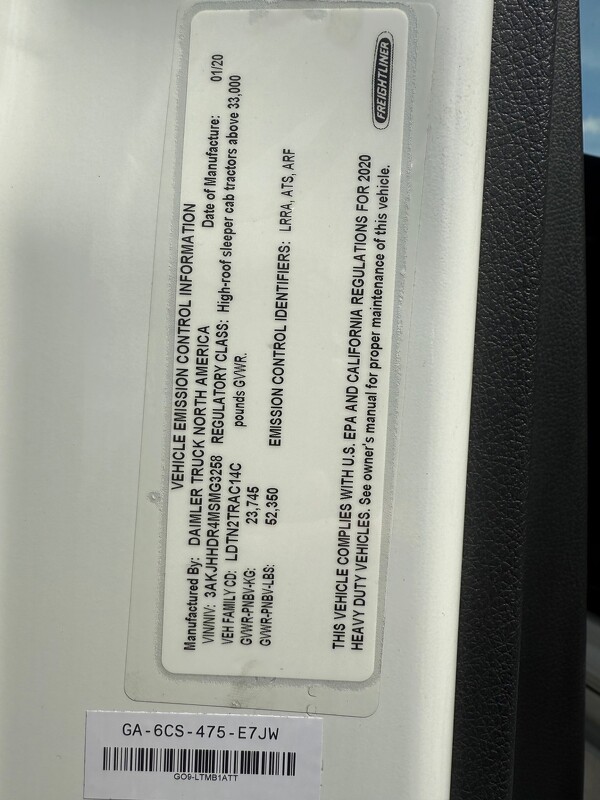 VEHICLE EMISSION CONTROL INFORMATION
Manufactured By: DAIMLER TRUCK NORTH AMERICA Date of Manufacture: 01/20
VIN/NIV: 3AKJHHDR4MSMG3258 REGULATORY CLASS: High-roof sleeper cab tractors above 33,000
VEH FAMILY CD: LDTN2TRAC14C pounds GVWR.
GVWR-PNBV-KG: 23,745
GVWR-PNBV-LBS: 52,350 EMISSION CONTROL IDENTIFIERS: LRRA, ATS, ARF
THIS VEHICLE COMPLIES WITH U.S. EPA AND CALIFORNIA REGULATIONS FOR 2020
HEAVY DUTY VEHICLES. See owner's manual for proper maintenance of this vehicle.
FREIGHTLINER
GA-6CS-475-E7JW
GO9-LTMB1ATT